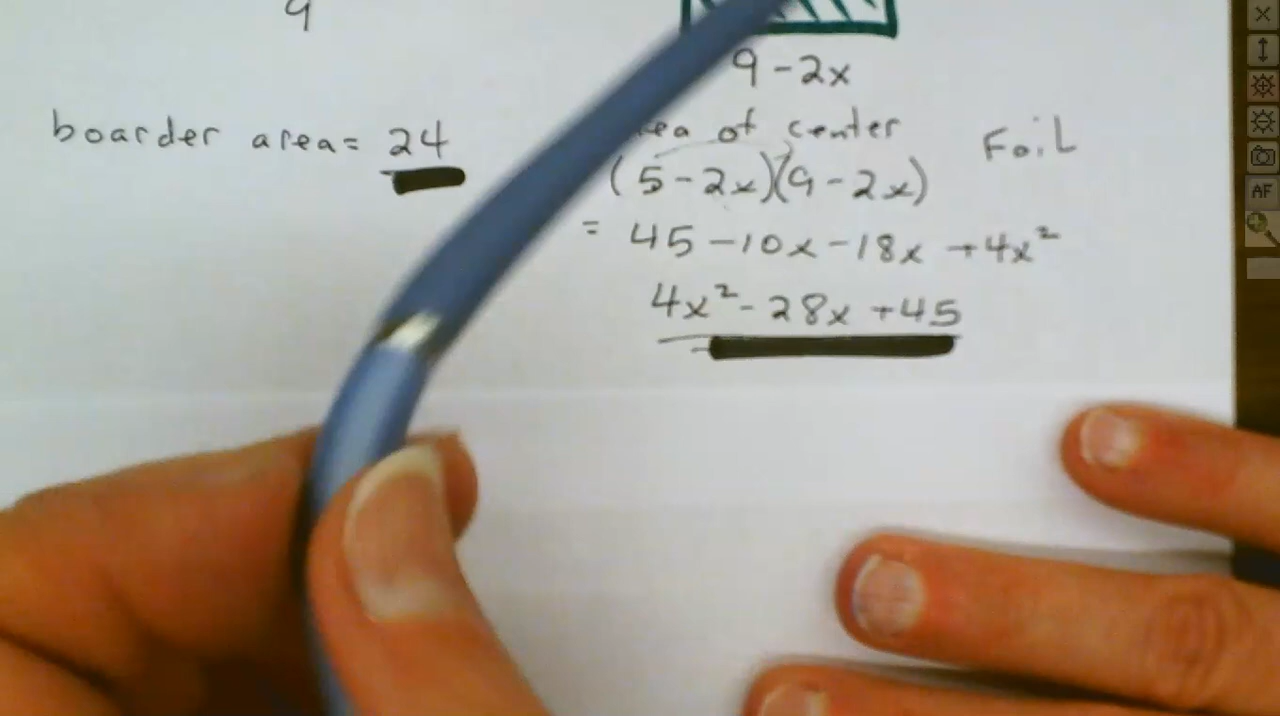 9
9 - 2x
boarder area = 24
of center
Foil
(5 - 2x)(9 - 2x)
= 45 - 10x - 18x + 4x²
4x² - 28x + 45
AF